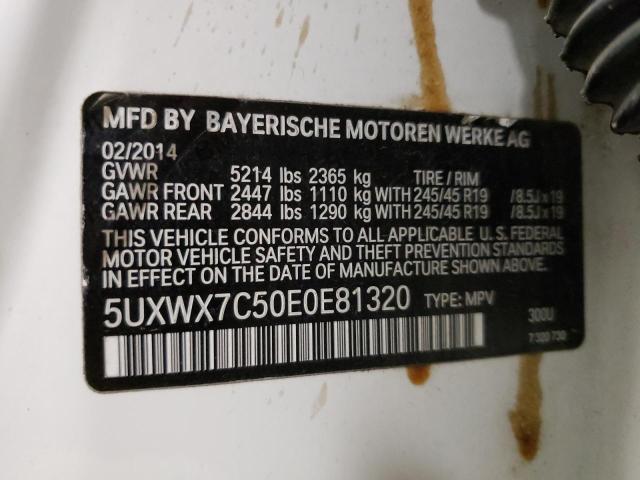 MFD BY BAYERISCHE MOTOREN WERKE AG
02/2014
GVWR 5214 lbs 2365 kg TIRE / RIM
GAWR FRONT 2447 lbs 1110 kg WITH 245/45 R19 /8.5J x 19
GAWR REAR 2844 lbs 1290 kg WITH 245/45 R19 /8.5J x 19
THIS VEHICLE CONFORMS TO ALL APPLICABLE U. S. FEDERAL
MOTOR VEHICLE SAFETY AND THEFT PREVENTION STANDARDS
IN EFFECT ON THE DATE OF MANUFACTURE SHOWN ABOVE.
5UXWX7C50E0E81320 TYPE: MPV 300U
7 320 730